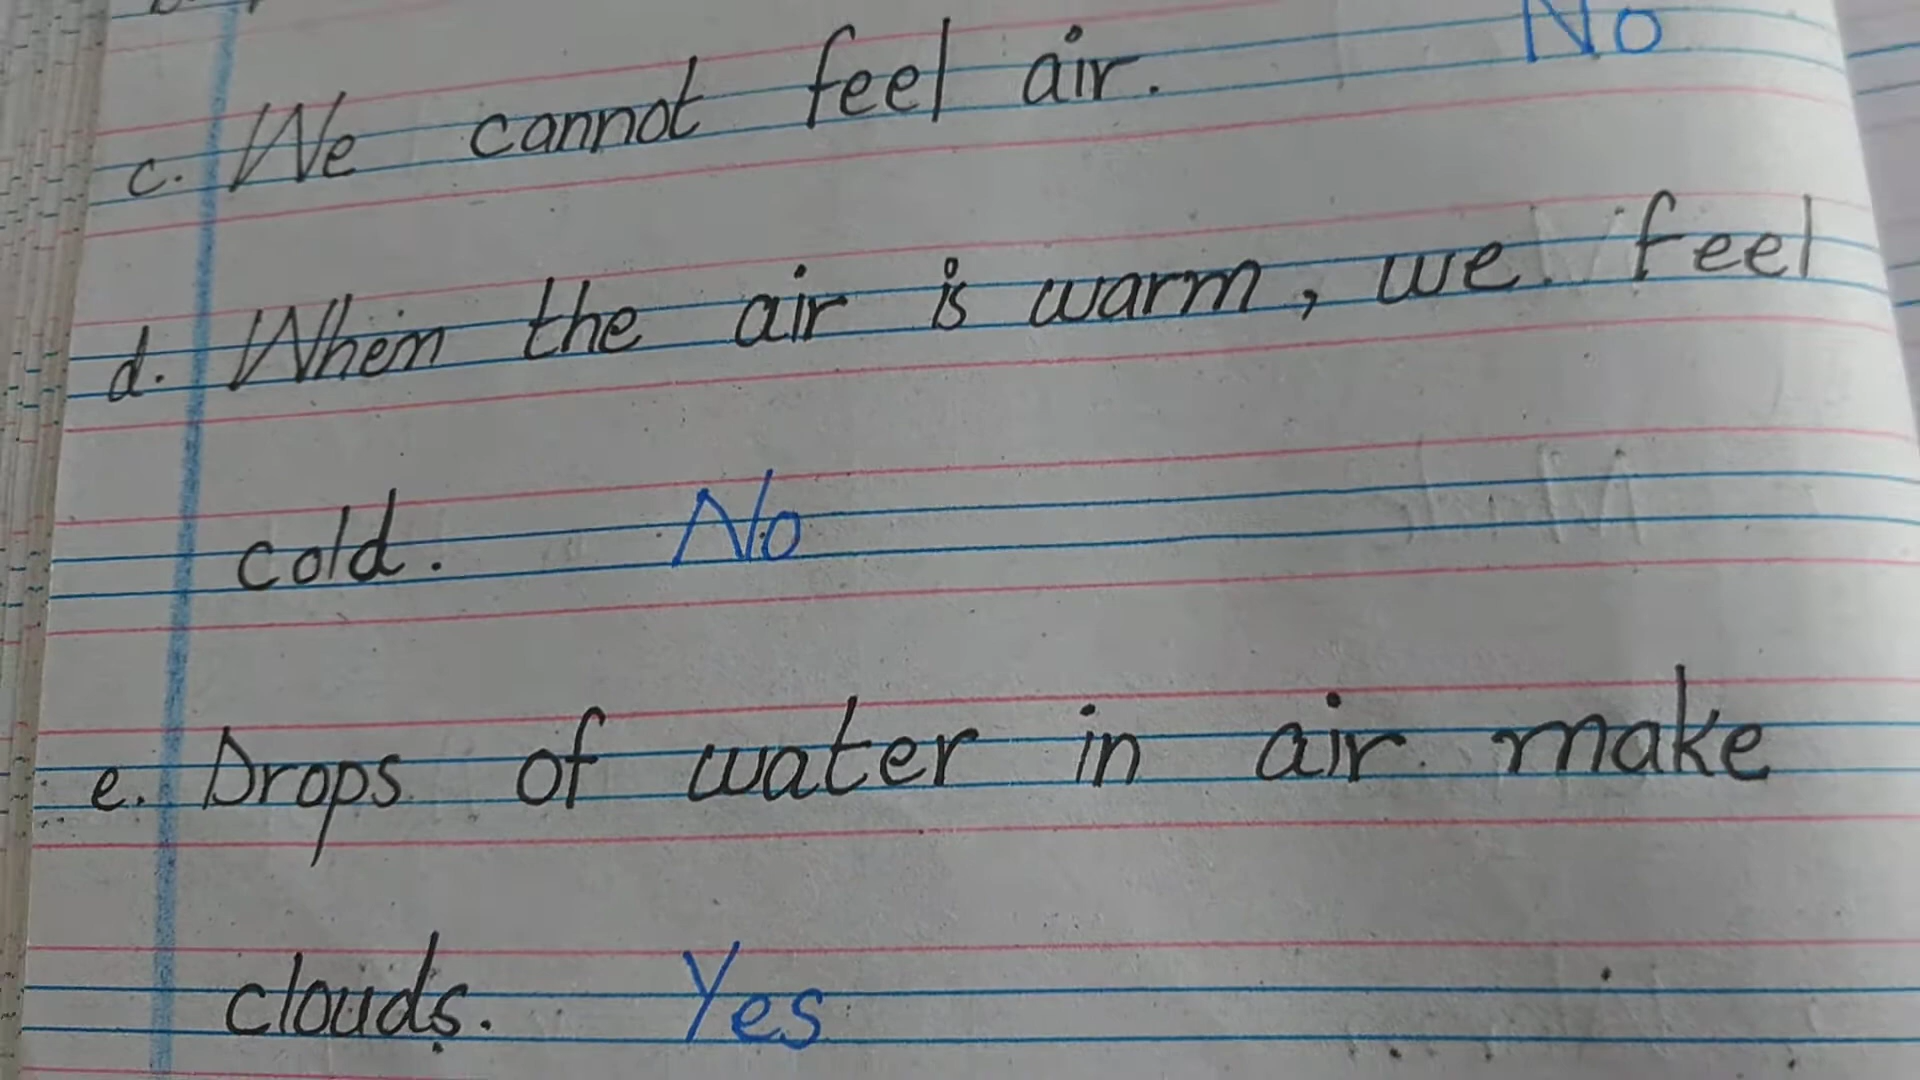 c. We cannot feel air. No
d. When the air is warm, we feel
cold. No
e. Drops of water in air make
clouds. Yes